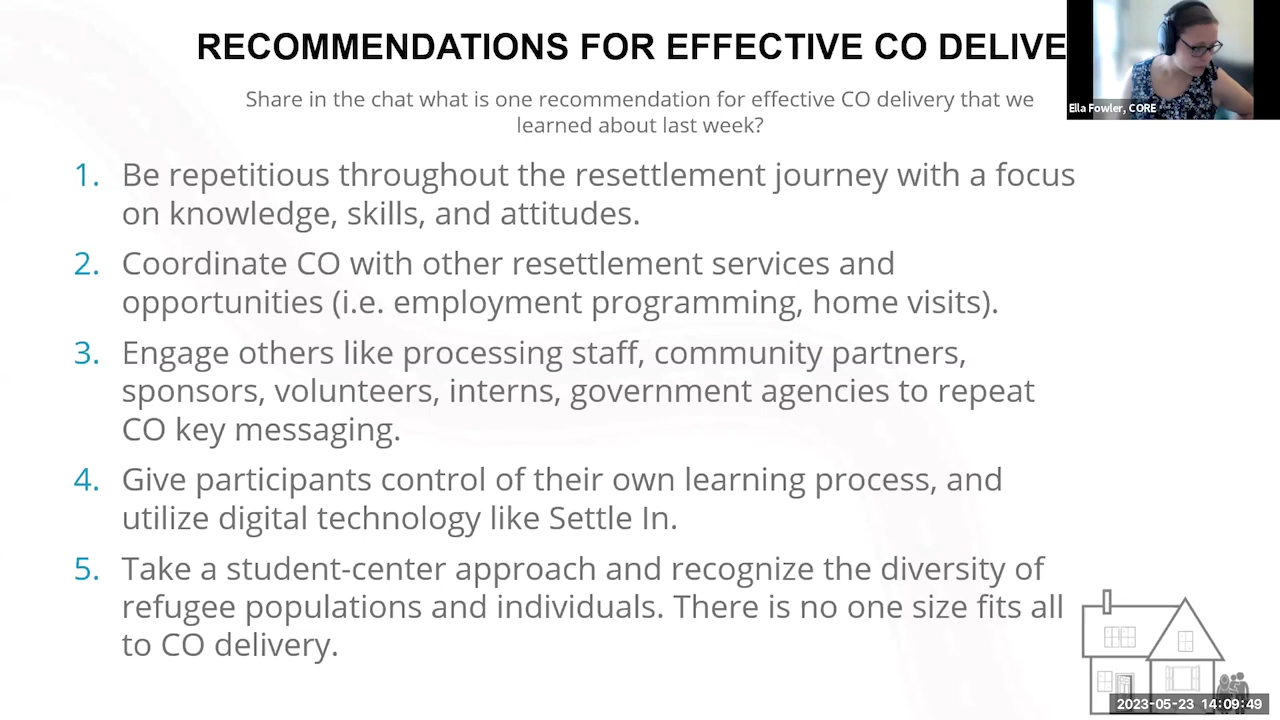 RECOMMENDATIONS FOR EFFECTIVE CO DELIVE
Ella Fowler, CORE
Share in the chat what is one recommendation for effective CO delivery that we
learned about last week?
1. Be repetitious throughout the resettlement journey with a focus
on knowledge, skills, and attitudes.
2. Coordinate CO with other resettlement services and
opportunities (i.e. employment programming, home visits).
3. Engage others like processing staff, community partners,
sponsors, volunteers, interns, government agencies to repeat
CO key messaging.
4. Give participants control of their own learning process, and
utilize digital technology like Settle In.
5. Take a student-center approach and recognize the diversity of
refugee populations and individuals. There is no one size fits all
to CO delivery.
2023-05-23 14:09:49